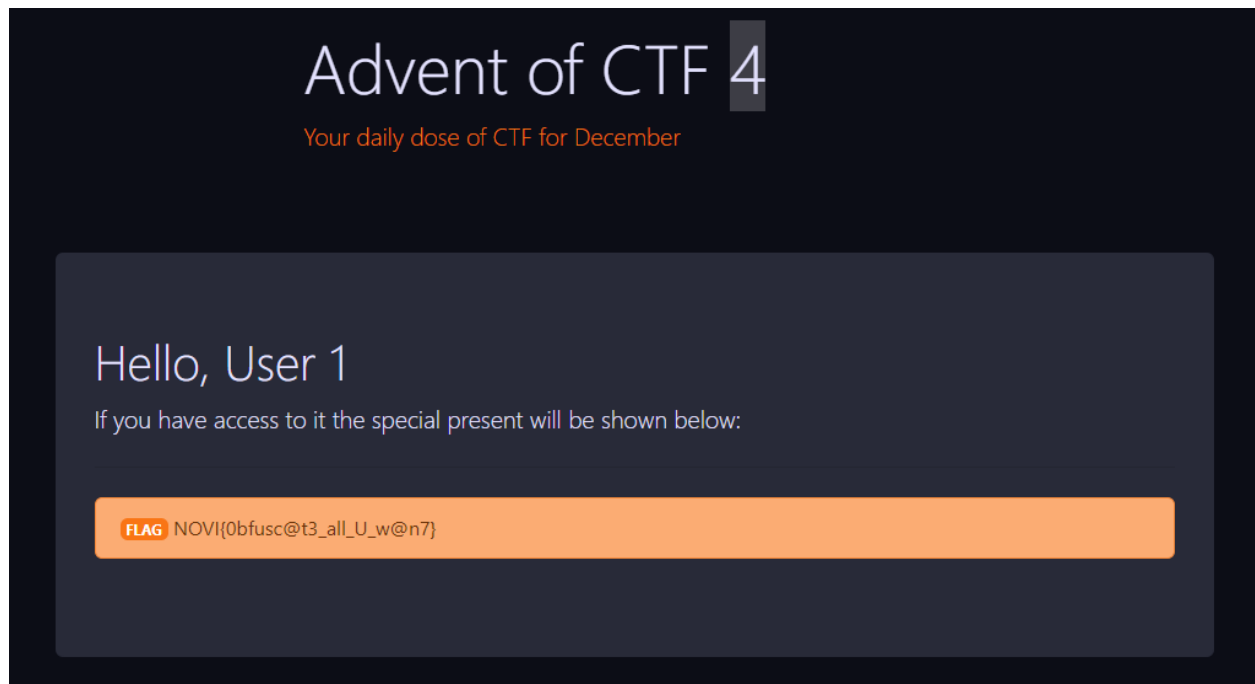 Advent of CTF 4
Your daily dose of CTF for December
Hello, User 1
If you have access to it the special present will be shown below:
FLAG NOVI{0bfusc@t3_all_U_w@n7}